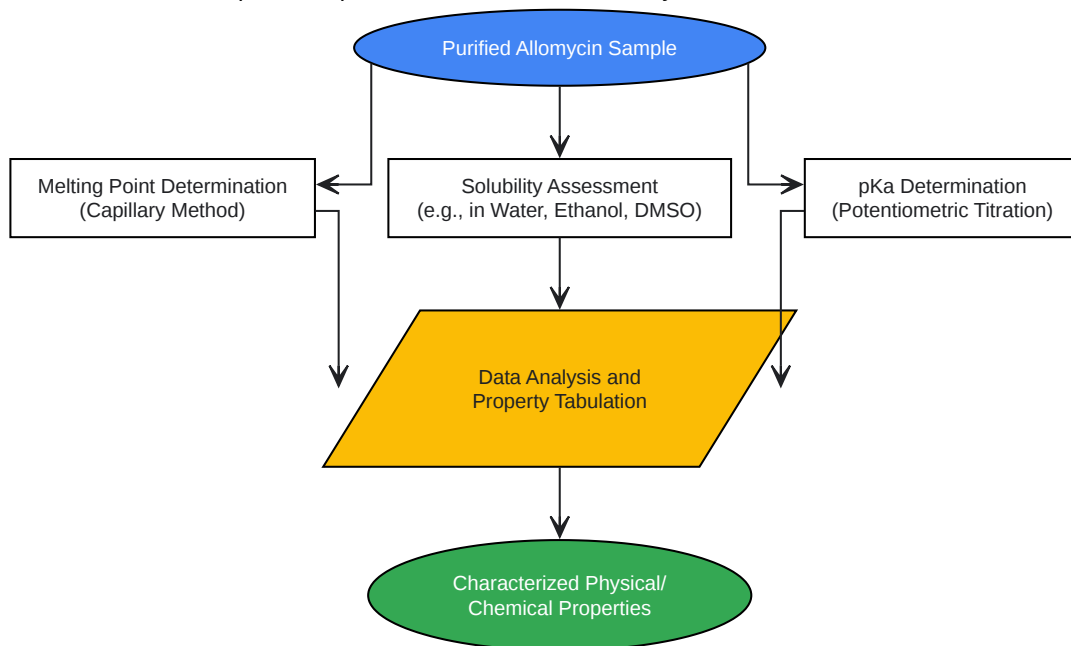 Purified Allomycin Sample
Melting Point Determination
(Capillary Method)
Solubility Assessment
(e.g., in Water, Ethanol, DMSO)
pKa Determination
(Potentiometric Titration)
Data Analysis and
Property Tabulation
Characterized Physical/
Chemical Properties